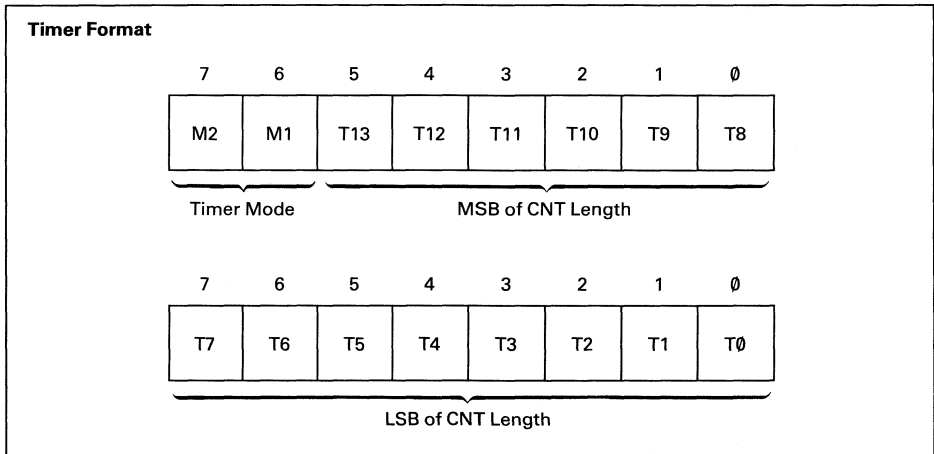 Timer Format
7 6 5 4 3 2 1 Ø
M2 M1 T13 T12 T11 T10 T9 T8
Timer Mode MSB of CNT Length
7 6 5 4 3 2 1 Ø
T7 T6 T5 T4 T3 T2 T1 TØ
LSB of CNT Length